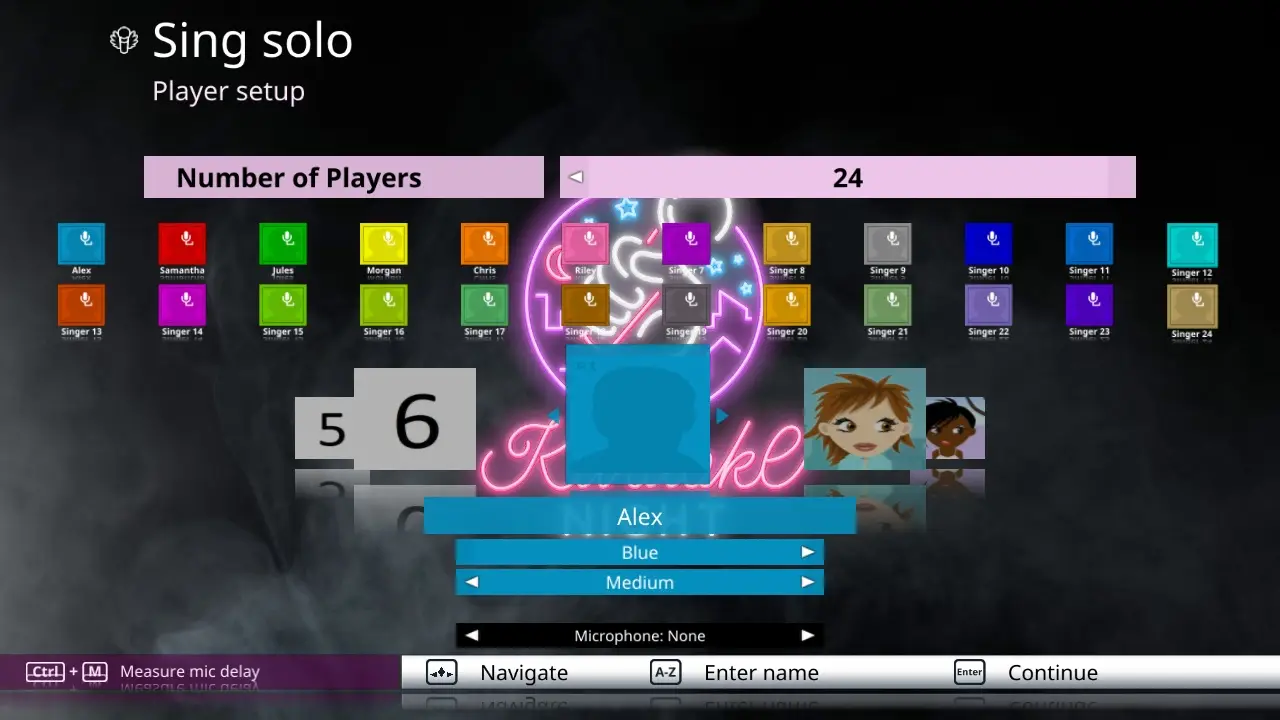 Sing solo
Player setup
Number of Players
24
Alex
Samantha
Jules
Morgan
Chris
Riley
Singer 7
Singer 8
Singer 9
Singer 10
Singer 11
Singer 12
Singer 13
Singer 14
Singer 15
Singer 16
Singer 17
Singer 19
Singer 20
Singer 21
Singer 22
Singer 23
Singer 24
5
6
Alex
NIGHT
Blue
Medium
Microphone: None
Ctrl + M Measure mic delay
Navigate
A-Z Enter name
Enter Continue